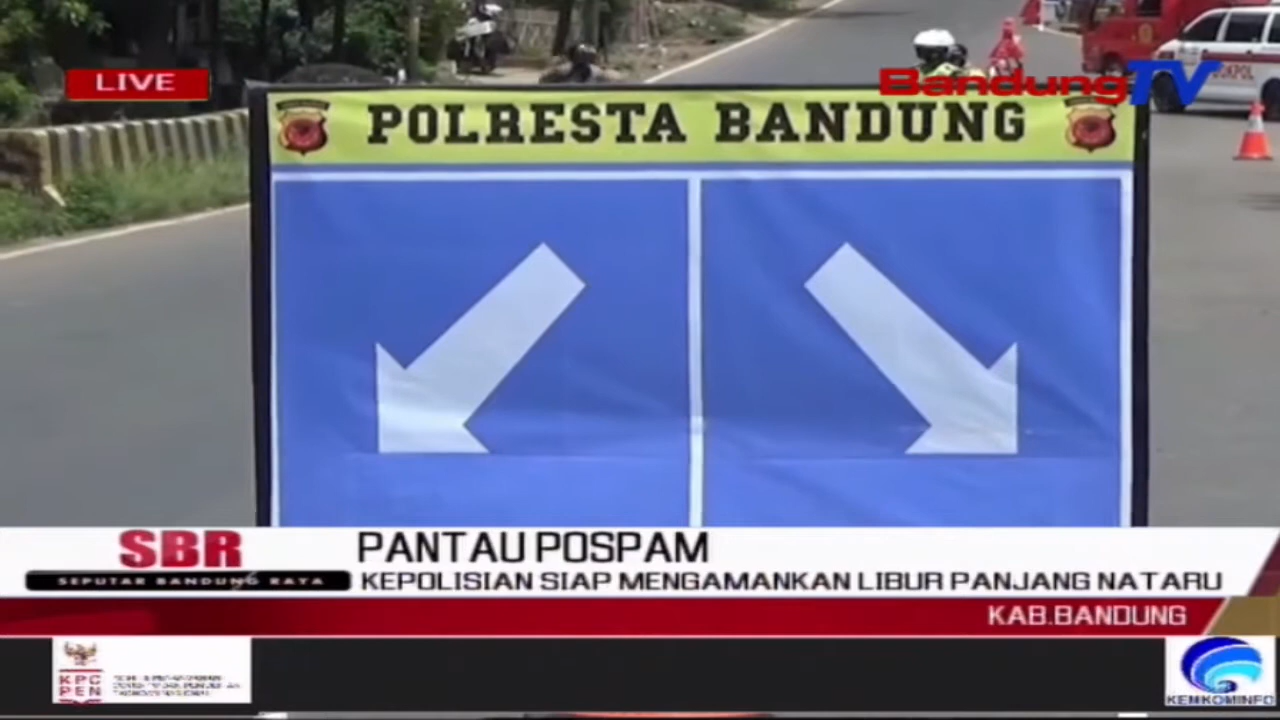 LIVE
BandungTV
POLRESTA BANDUNG
SBR
SEPUTAR BANDUNG RAYA
PANTAU POSPAM
KEPOLISIAN SIAP MENGAMANKAN LIBUR PANJANG NATARU
KAB.BANDUNG
KPC
PEN
KEMKOMINFO